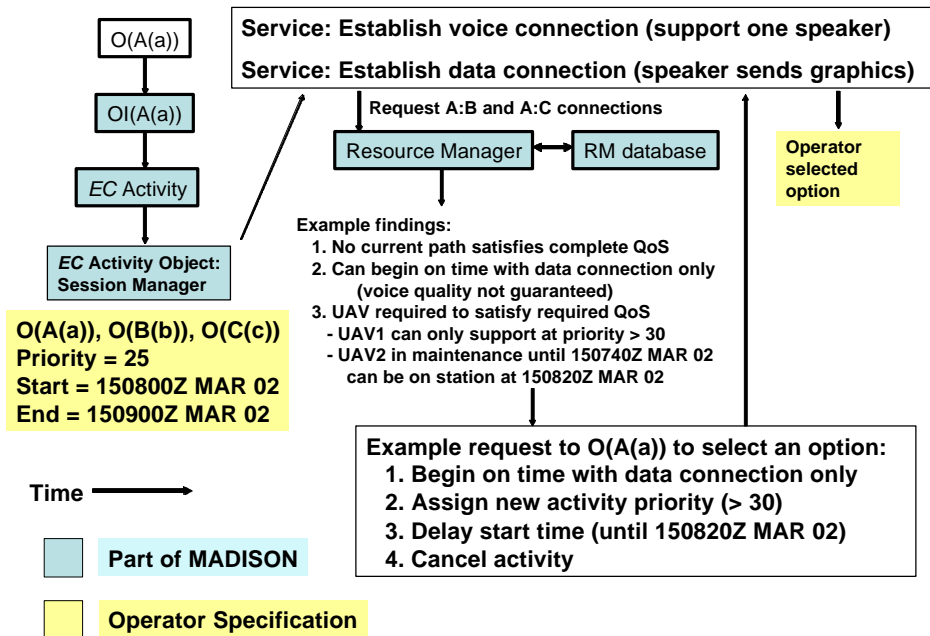 O(A(a))
OI(A(a))
EC Activity
EC Activity Object:
Session Manager
O(A(a)), O(B(b)), O(C(c))
Priority = 25
Start = 150800Z MAR 02
End = 150900Z MAR 02
Time
Part of MADISON
Operator Specification
Service: Establish voice connection (support one speaker)
Service: Establish data connection (speaker sends graphics)
Request A:B and A:C connections
Resource Manager
RM database
Operator
selected
option
Example findings:
1. No current path satisfies complete QoS
2. Can begin on time with data connection only
(voice quality not guaranteed)
3. UAV required to satisfy required QoS
- UAV1 can only support at priority > 30
- UAV2 in maintenance until 150740Z MAR 02
can be on station at 150820Z MAR 02
Example request to O(A(a)) to select an option:
1. Begin on time with data connection only
2. Assign new activity priority (> 30)
3. Delay start time (until 150820Z MAR 02)
4. Cancel activity